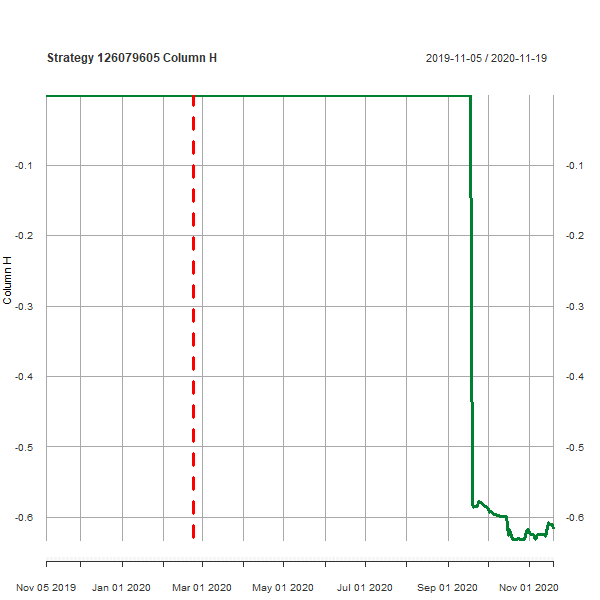 Strategy 126079605 Column H
2019-11-05 / 2020-11-19
Column H
-0.1
-0.2
-0.3
-0.4
-0.5
-0.6
-0.1
-0.2
-0.3
-0.4
-0.5
-0.6
Nov 05 2019
Jan 01 2020
Mar 01 2020
May 01 2020
Jul 01 2020
Sep 01 2020
Nov 01 2020